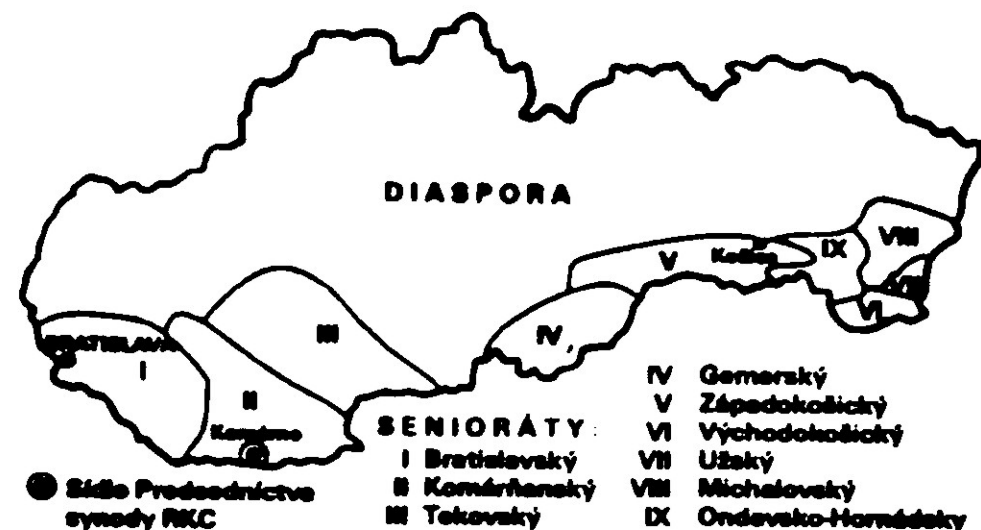 DIASPORA
V
Košice
IX
VIII
VII
VI
IV
III
BRATISLAVA
I
II
Komárno
SENIORÁTY:
I Bratislavský
II Komárňanský
III Tekovský
IV Gemerský
V Západokošický
VI Východokošický
VII Užský
VIII Michalovský
IX Ondavsko-Hornádsky
Sídlo Predsedníctva
synody RKC